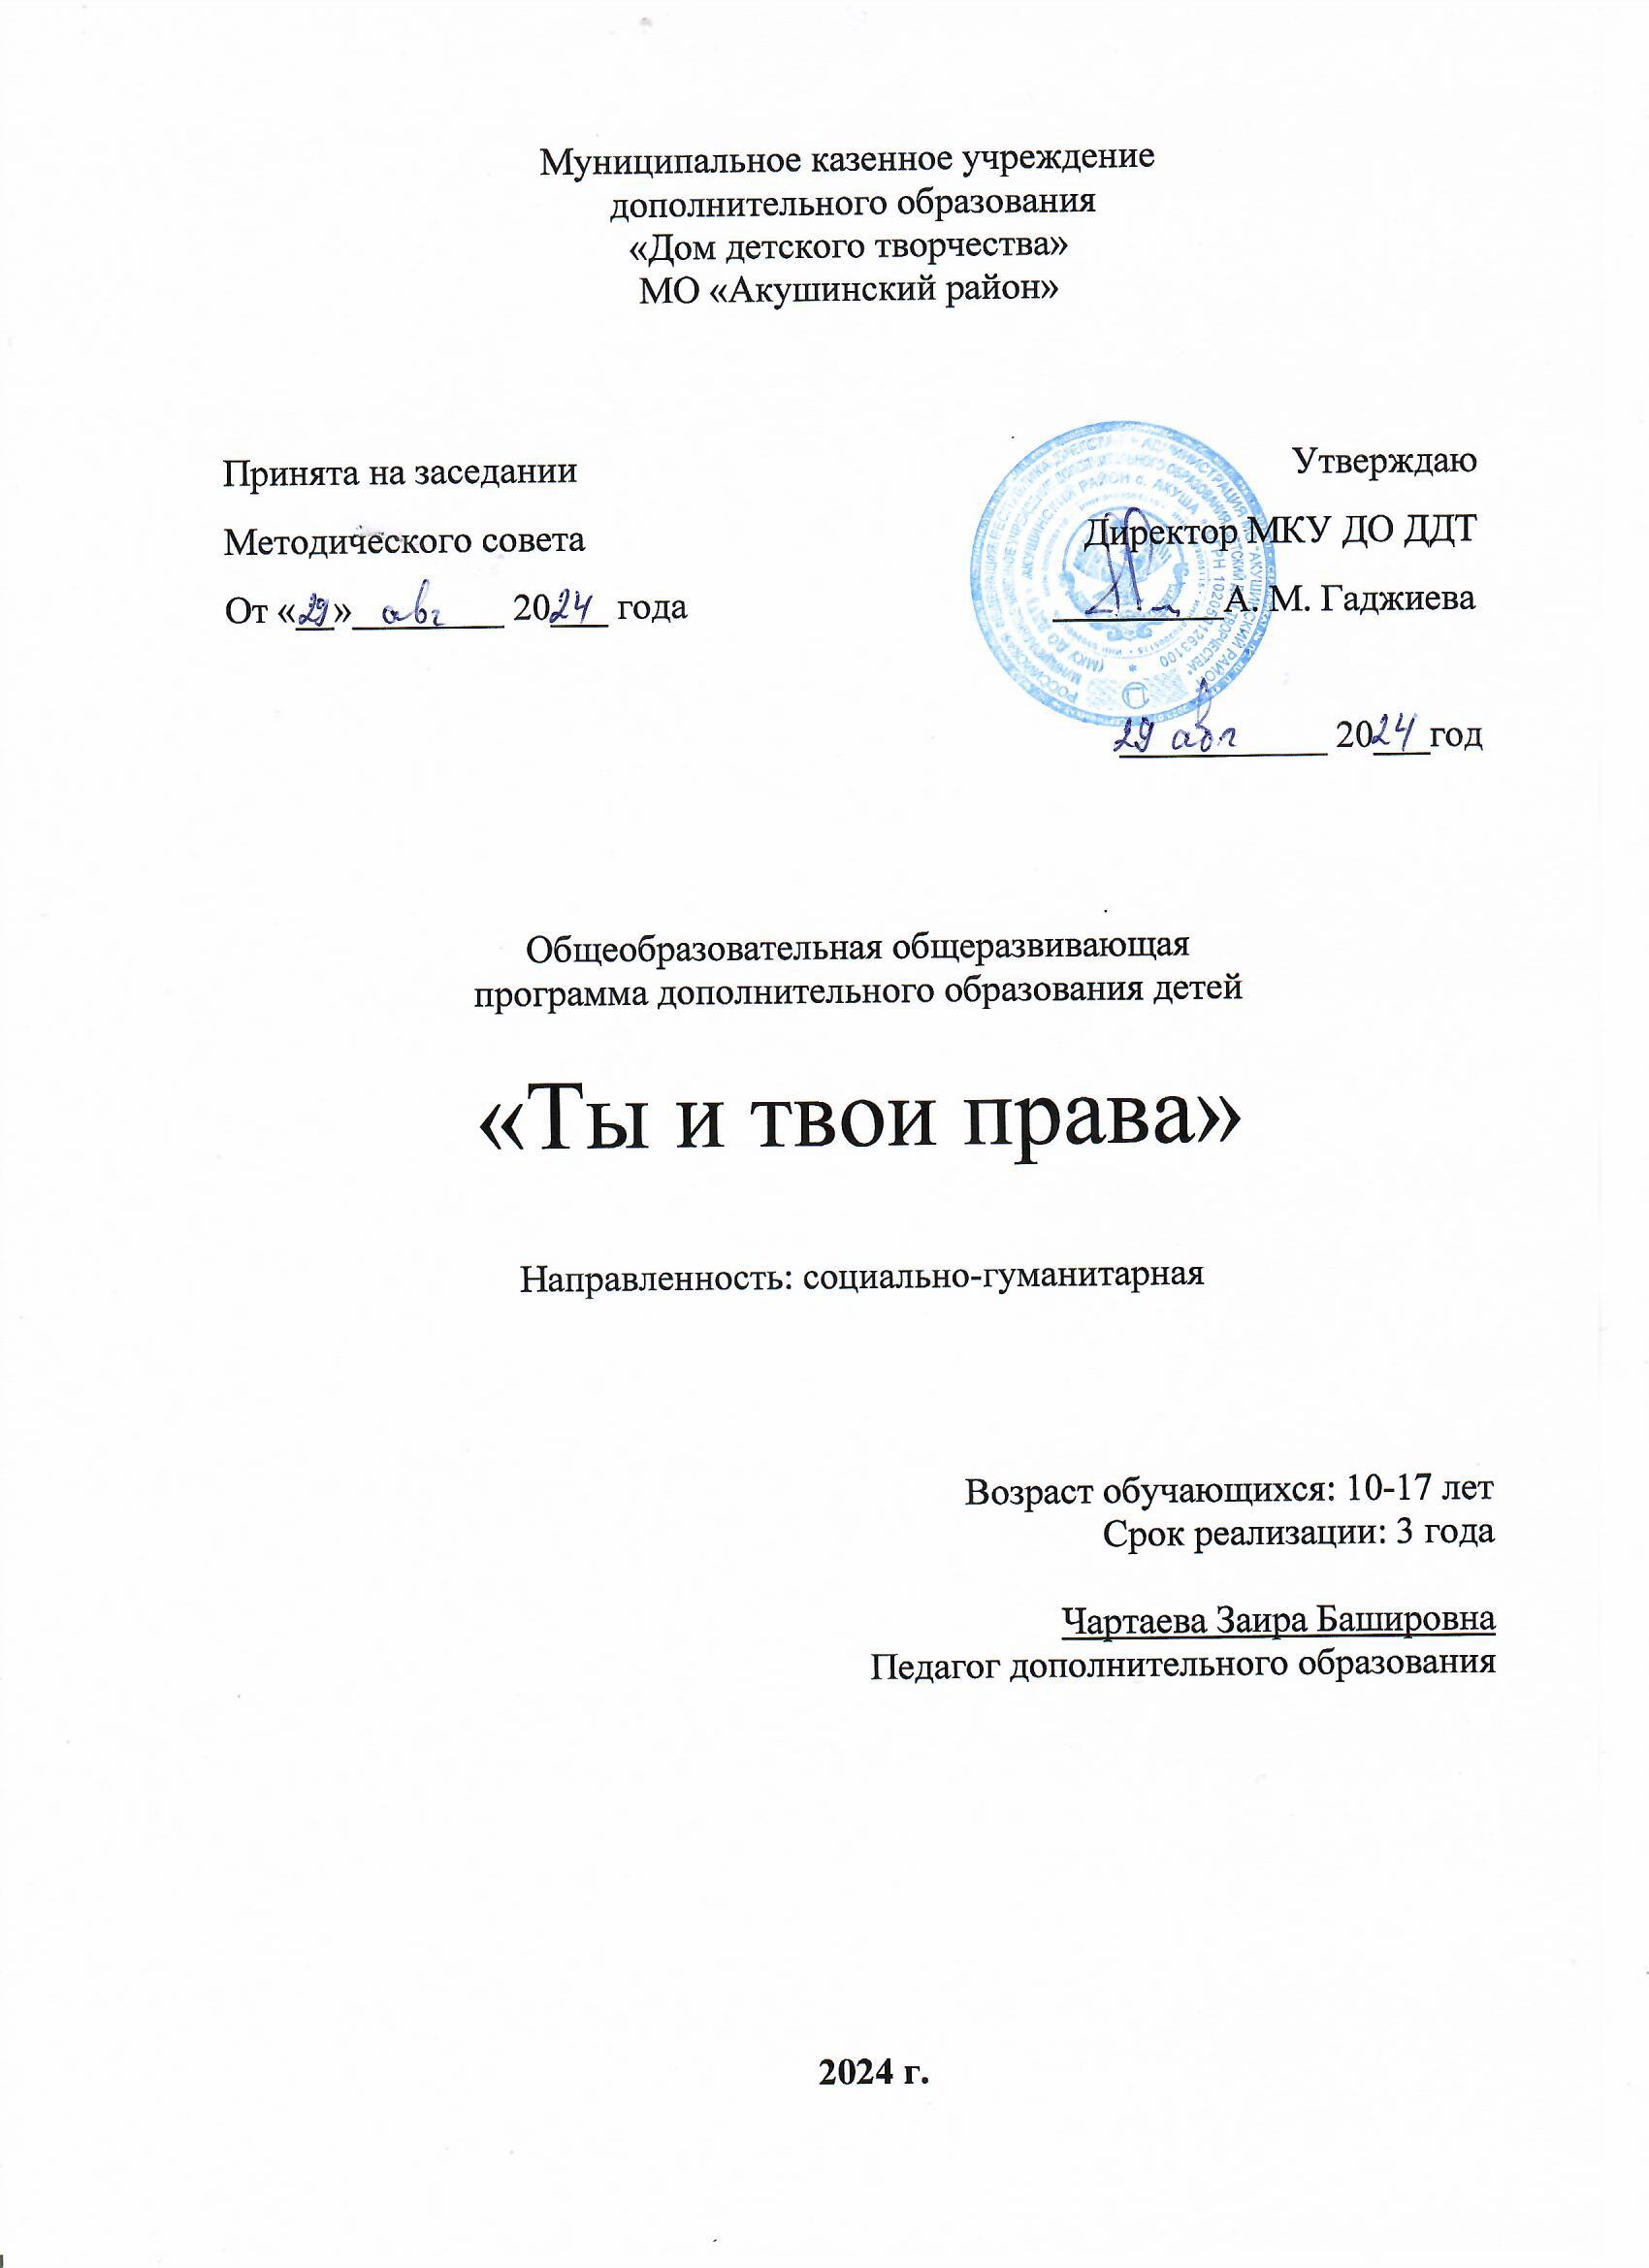 Муниципальное казенное учреждение
дополнительного образования
«Дом детского творчества»
МО «Акушинский район»
Принята на заседании
Методического совета
От «29» авг 2024 года
Утверждаю
Директор МКУ ДО ДДТ
А. М. Гаджиева
29 авг 2024 год
Общеобразовательная общеразвивающая
программа дополнительного образования детей
«Ты и твои права»
Направленность: социально-гуманитарная
Возраст обучающихся: 10-17 лет
Срок реализации: 3 года
Чартаева Заира Башировна
Педагог дополнительного образования
2024 г.